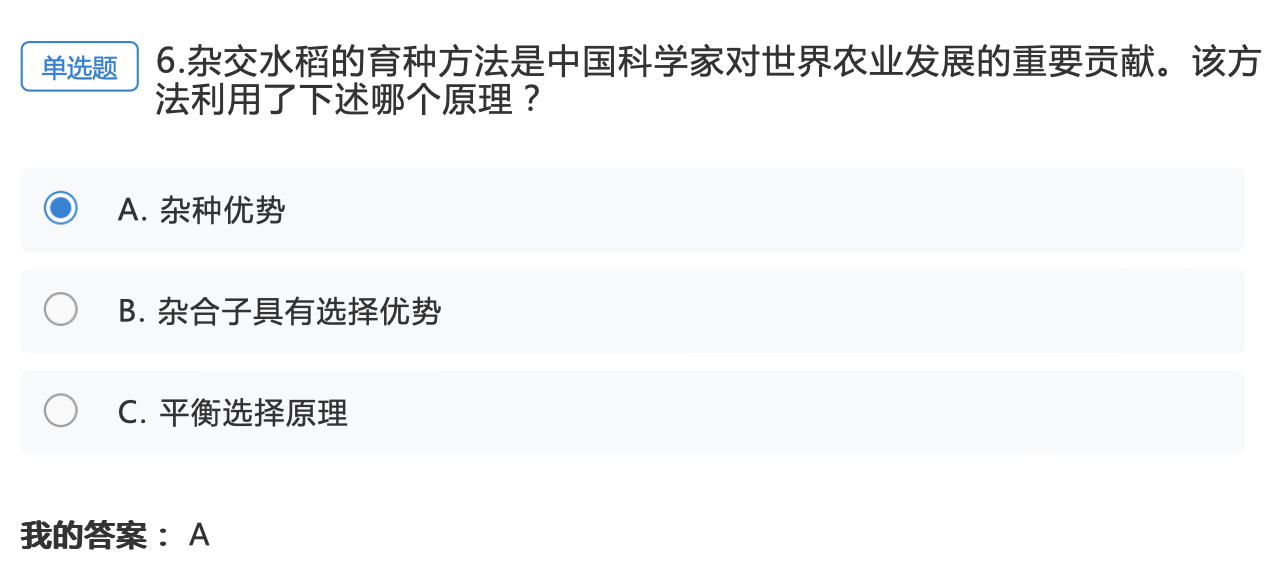 单选题 6.杂交水稻的育种方法是中国科学家对世界农业发展的重要贡献。该方
法利用了下述哪个原理？
A. 杂种优势
B. 杂合子具有选择优势
C. 平衡选择原理
我的答案： A